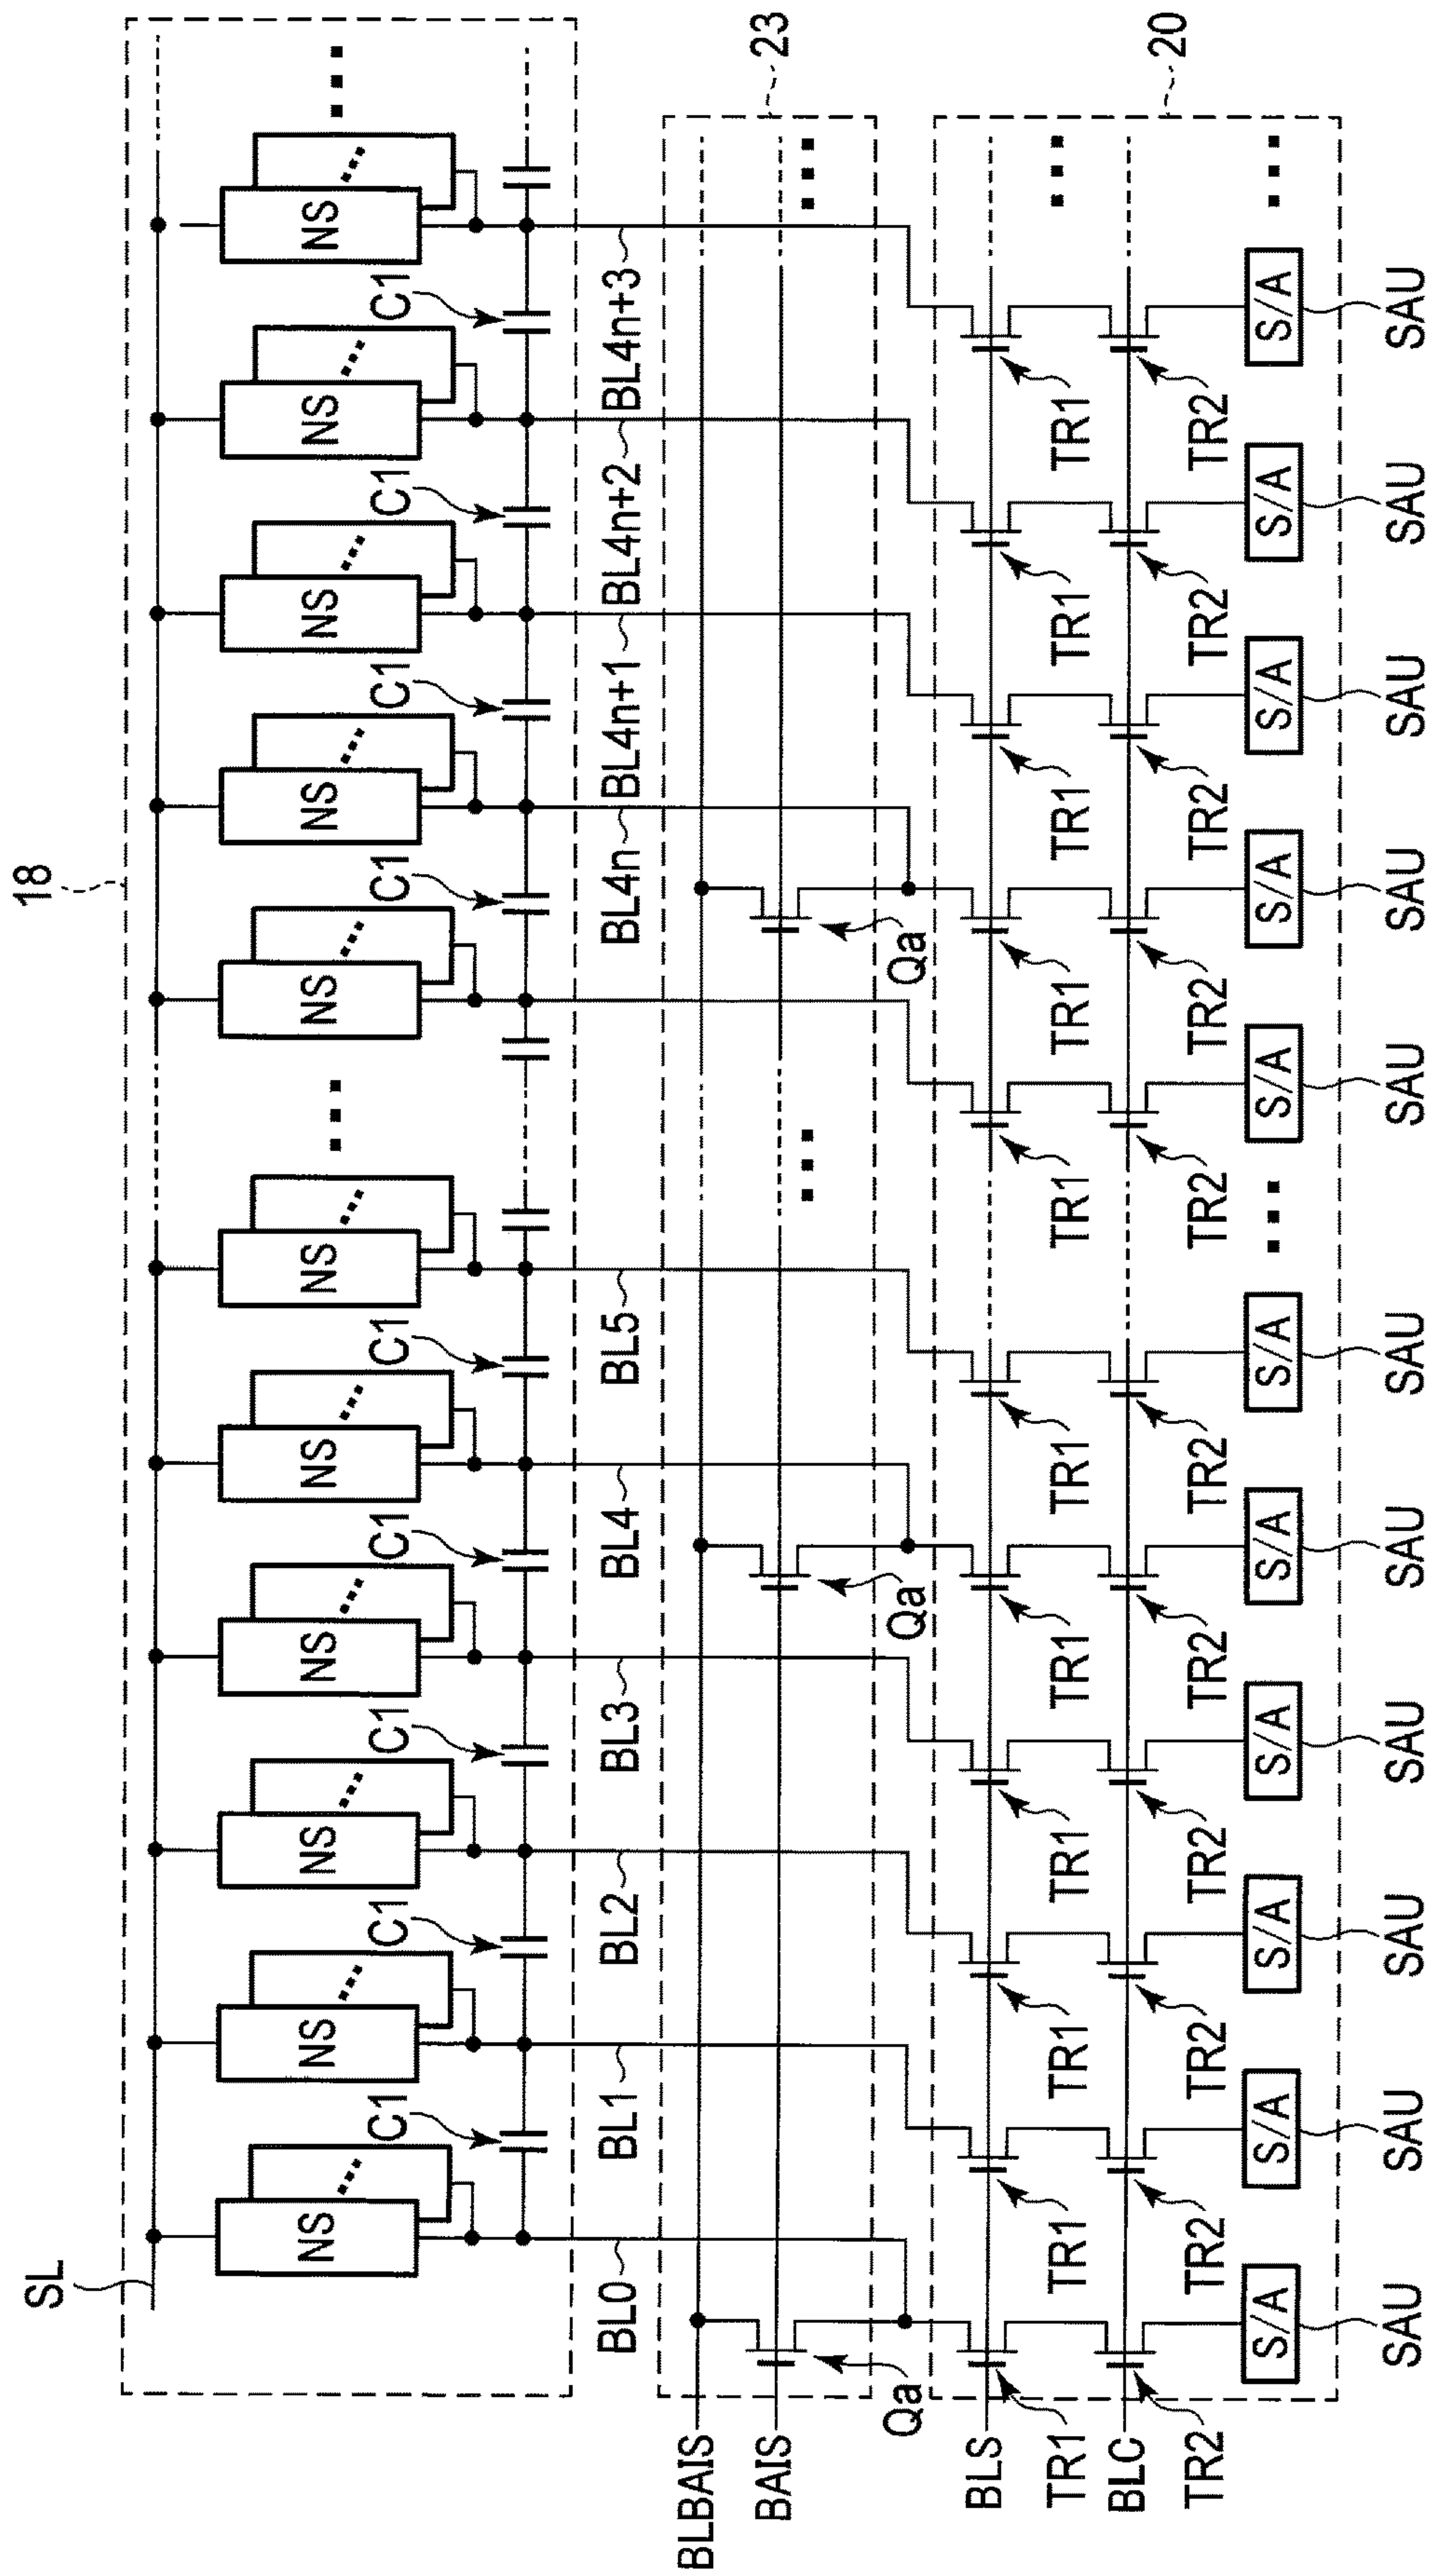 SL 18
NS NS NS NS NS NS NS NS NS NS NS
C1 C1 C1 C1 C1 C1 C1 C1 C1
BL0 BL1 BL2 BL3 BL4 BL5 BL4n BL4n+1 BL4n+2 BL4n+3
BLBAIS
BAIS 23
Qa Qa Qa
BLS
TR1 TR1 TR1 TR1 TR1 TR1 TR1 TR1 TR1 TR1 TR1
BLC 20
TR2 TR2 TR2 TR2 TR2 TR2 TR2 TR2 TR2 TR2 TR2
S/A S/A S/A S/A S/A S/A S/A S/A S/A S/A S/A
SAU SAU SAU SAU SAU SAU SAU SAU SAU SAU SAU